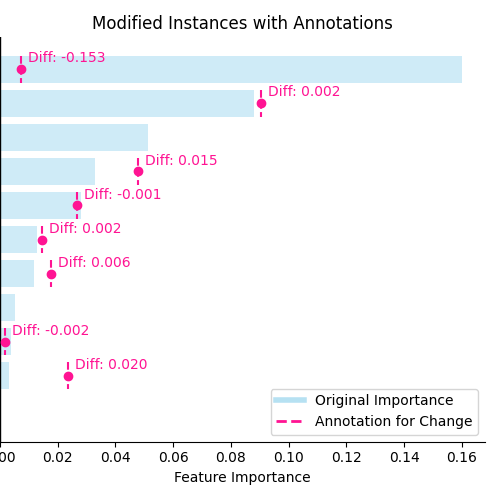 Modified Instances with Annotations
Diff: -0.153
Diff: 0.002
Diff: 0.015
Diff: -0.001
Diff: 0.002
Diff: 0.006
Diff: -0.002
Diff: 0.020
Original Importance
Annotation for Change
00 0.02 0.04 0.06 0.08 0.10 0.12 0.14 0.16
Feature Importance